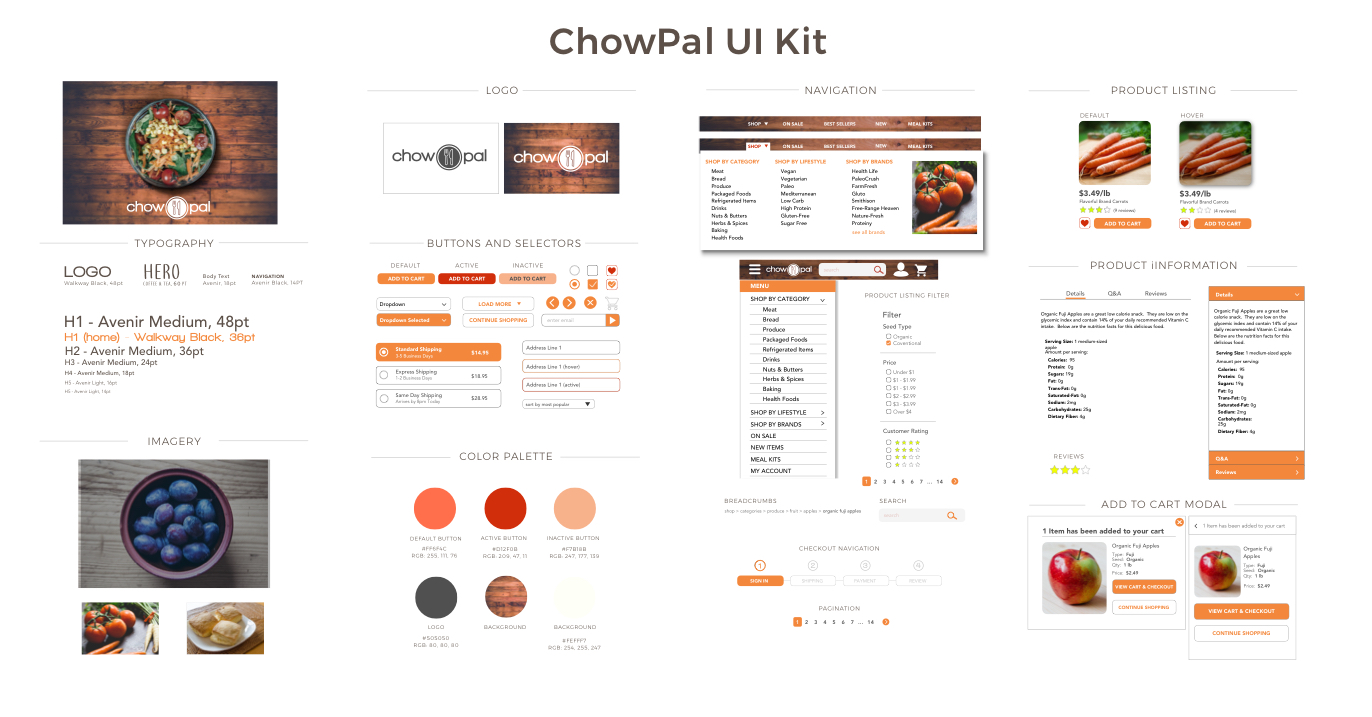 ChowPal UI Kit
chow pal
TYPOGRAPHY
LOGO
Walkway Black, 48pt
HERO
COFFEE & TEA, 60 PT
Body Text
Avenir, 18pt
NAVIGATION
Avenir Black, 14PT
H1 - Avenir Medium, 48pt
H1 (home) - Walkway Black, 36pt
H2 - Avenir Medium, 36pt
H3 - Avenir Medium, 24pt
H4 - Avenir Medium, 18pt
H5 - Avenir Light, 16pt
H6 - Avenir Light, 14pt
IMAGERY
LOGO
chow pal
chow pal
BUTTONS AND SELECTORS
DEFAULT
ACTIVE
INACTIVE
ADD TO CART
ADD TO CART
ADD TO CART
Dropdown
LOAD MORE
Dropdown Selected
CONTINUE SHOPPING
enter email
Standard Shipping
3-5 Business Days
$14.95
Express Shipping
1-2 Business Days
$18.95
Same Day Shipping
Arrives by 8pm Today
$28.95
Address Line 1
Address Line 1 (hover)
Address Line 1 (active)
sort by most popular
COLOR PALETTE
DEFAULT BUTTON
#FF6F4C
RGB: 255, 111, 76
ACTIVE BUTTON
#D12F0B
RGB: 209, 47, 11
INACTIVE BUTTON
#F7B18B
RGB: 247, 177, 139
LOGO
#505050
RGB: 80, 80, 80
BACKGROUND
BACKGROUND
#FEFFF7
RGB: 254, 255, 247
NAVIGATION
SHOP ON SALE BEST SELLERS NEW MEAL KITS
SHOP ON SALE BEST SELLERS NEW MEAL KITS
SHOP BY CATEGORY
Meat
Bread
Produce
Packaged Foods
Refrigerated Items
Drinks
Nuts & Butters
Herbs & Spices
Baking
Health Foods
SHOP BY LIFESTYLE
Vegan
Vegetarian
Paleo
Mediterranean
Low Carb
High Protein
Gluten-Free
Sugar Free
SHOP BY BRANDS
Health Life
PaleoCrush
FarmFresh
Gluto
Smithison
Free-Range Heaven
Nature-Fresh
Proteiny
see all brands
chow pal
search
MENU
SHOP BY CATEGORY
Meat
Bread
Produce
Packaged Foods
Refrigerated Items
Drinks
Nuts & Butters
Herbs & Spices
Baking
Health Foods
SHOP BY LIFESTYLE
SHOP BY BRANDS
ON SALE
NEW ITEMS
MEAL KITS
MY ACCOUNT
PRODUCT LISTING FILTER
Filter
Seed Type
Organic
Coventional
Price
Under $1
$1 - $1.99
$1 - $1.99
$2 - $2.99
$3 - $3.99
Over $4
Customer Rating
1 2 3 4 5 6 7 ... 14
BREADCRUMBS
shop > categories > produce > fruit > apples > organic fuji apples
SEARCH
search
CHECKOUT NAVIGATION
1 2 3 4
SIGN IN SHIPPING PAYMENT REVIEW
PAGINATION
1 2 3 4 5 6 7 ... 14
PRODUCT LISTING
DEFAULT
$3.49/lb
Flavorful Brand Carrots
(9 reviews)
ADD TO CART
HOVER
$3.49/lb
Flavorful Brand Carrots
(4 reviews)
ADD TO CART
PRODUCT iINFORMATION
Details Q&A Reviews
Organic Fuji Apples are a great low calorie snack. They are low on the
glycomic index and contain 14% of your daily recommended Vitamin C
intake. Below are the nutrition facts for this delicious food.
Serving Size: 1 medium-sized
apple
Amount per serving:
Calories: 95
Protein: 0g
Sugars: 19g
Fat: 0g
Trans-Fat: 0g
Saturated-Fat: 0g
Sodium: 2mg
Carbohydrates: 25g
Dietary Fiber: 4g
REVIEWS
Details
Organic Fuji Apples are a great low
calorie snack. They are low on the
glycomic index and contain 14% of
your daily recommended Vitamin C intake.
Below are the nutrition facts for this
delicious food.
Serving Size: 1 medium-sized apple
Amount per serving:
Calories: 95
Protein: 0g
Sugars: 19g
Fat: 0g
Trans-Fat: 0g
Saturated-Fat: 0g
Sodium: 2mg
Carbohydrates:
25g
Dietary Fiber: 4g
Q&A
Reviews
ADD TO CART MODAL
1 Item has been added to your cart
Organic Fuji Apples
Type: Fuji
Seed: Organic
Qty: 1 lb
Price: $2.49
VIEW CART & CHECKOUT
CONTINUE SHOPPING
1 Item has been added to your cart
Organic Fuji
Apples
Type: Fuji
Seed: Organic
Qty: 1 lb
Price: $2.49
VIEW CART & CHECKOUT
CONTINUE SHOPPING